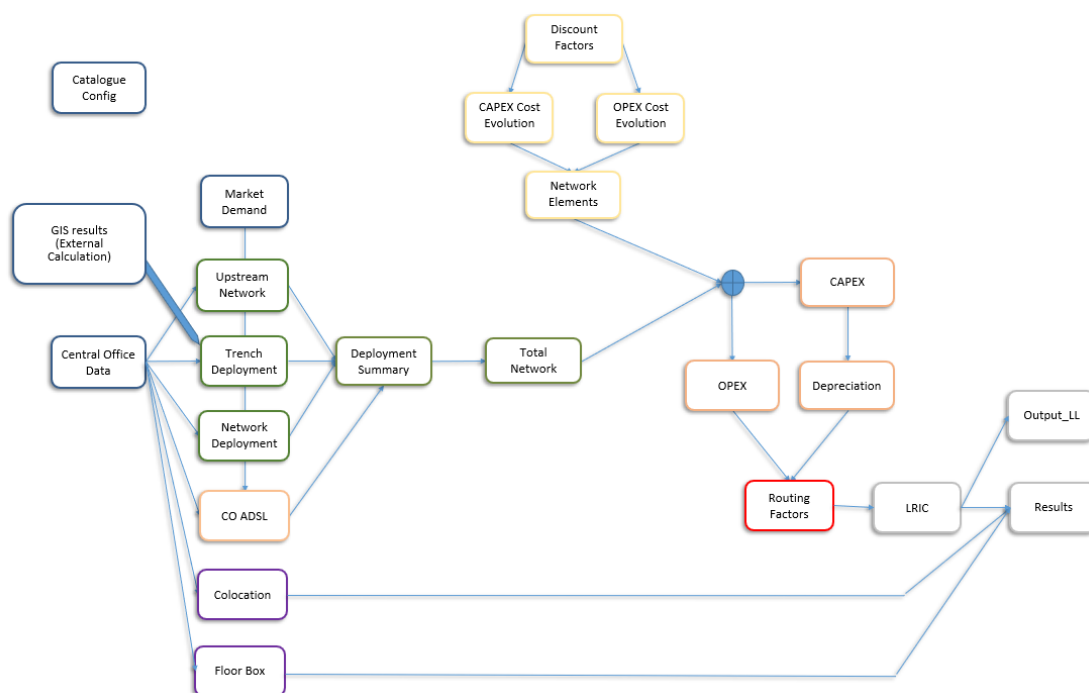 Discount
Factors
Catalogue
Config
CAPEX Cost
Evolution
OPEX Cost
Evolution
Market
Demand
Network
Elements
GIS results
(External
Calculation)
Upstream
Network
CAPEX
Central Office
Data
Trench
Deployment
Deployment
Summary
Total
Network
OPEX
Depreciation
Network
Deployment
Output_LL
CO ADSL
Routing
Factors
LRIC
Results
Colocation
Floor Box